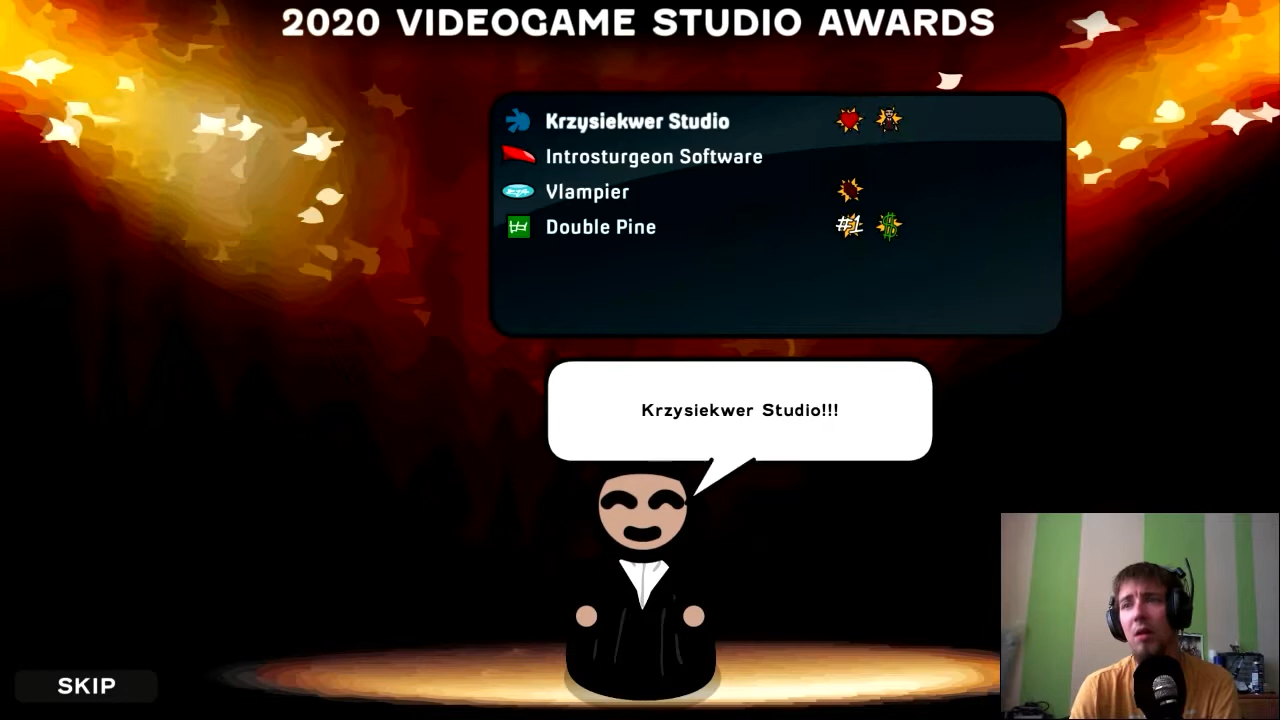 2020 VIDEOGAME STUDIO AWARDS
Krzysiekwer Studio
Introsturgeon Software
Vlampier
Double Pine #1 $
Krzysiekwer Studio!!!
SKIP